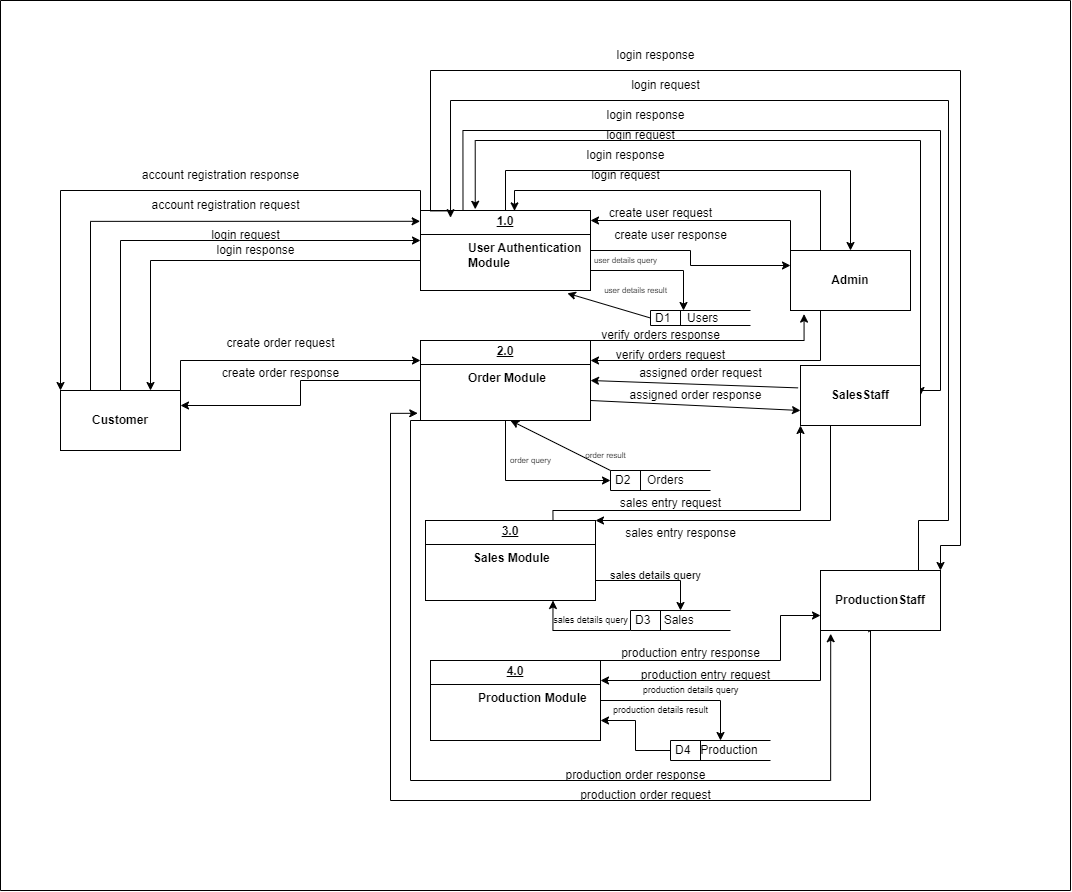 login response
login request
login response
login request
login response
account registration response
login request
account registration request
create user request
1.0
login request
create user response
User Authentication
Module
login response
user details query
Admin
user details result
D1 Users
verify orders response
create order request
2.0
verify orders request
create order response
Order Module
assigned order request
assigned order response
SalesStaff
Customer
order query
order result
D2 Orders
sales entry request
3.0
sales entry response
Sales Module
sales details query
ProductionStaff
sales details query
D3 Sales
production entry response
4.0
production entry request
production details query
Production Module
production details result
D4 Production
production order response
production order request